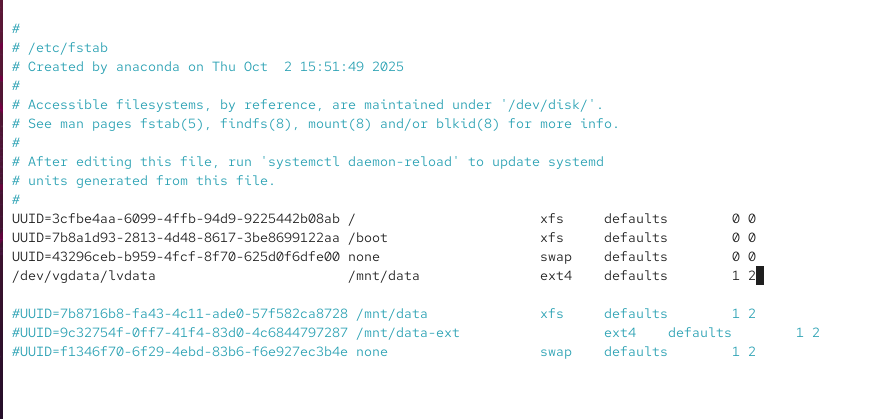 #
# /etc/fstab
# Created by anaconda on Thu Oct  2 15:51:49 2025
#
# Accessible filesystems, by reference, are maintained under '/dev/disk/'.
# See man pages fstab(5), findfs(8), mount(8) and/or blkid(8) for more info.
#
# After editing this file, run 'systemctl daemon-reload' to update systemd
# units generated from this file.
#
UUID=3cfbe4aa-6099-4ffb-94d9-9225442b08ab /                       xfs     defaults        0 0
UUID=7b8a1d93-2813-4d48-8617-3be8699122aa /boot                   xfs     defaults        0 0
UUID=43296ceb-b959-4fcf-8f70-625d0f6dfe00 none                    swap    defaults        0 0
/dev/vgdata/lvdata                        /mnt/data               ext4    defaults        1 2
#UUID=7b8716b8-fa43-4c11-ade0-57f582ca8728 /mnt/data              xfs     defaults        1 2
#UUID=9c32754f-0ff7-41f4-83d0-4c6844797287 /mnt/data-ext                  ext4    defaults        1 2
#UUID=f1346f70-6f29-4ebd-83b6-f6e927ec3b4e none                   swap    defaults        1 2